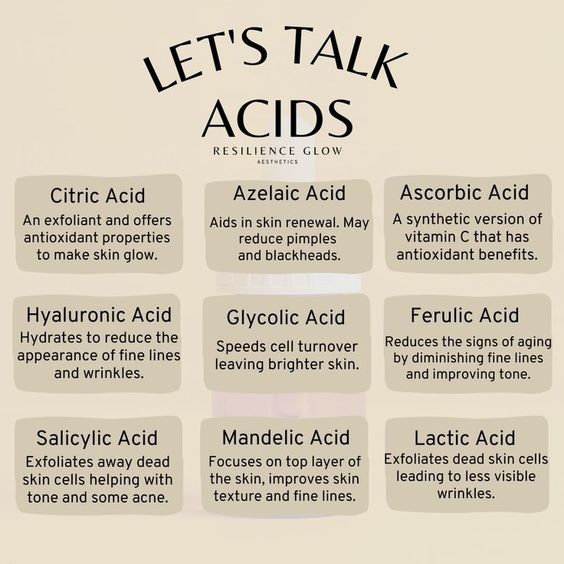 LET'S TALK
ACIDS
RESILIENCE GLOW
AESTHETICS
Citric Acid
An exfoliant and offers
antioxidant properties
to make skin glow.
Azelaic Acid
Aids in skin renewal. May
reduce pimples
and blackheads.
Ascorbic Acid
A synthetic version of
vitamin C that has
antioxidant benefits.
Hyaluronic Acid
Hydrates to reduce the
appearance of fine lines
and wrinkles.
Glycolic Acid
Speeds cell turnover
leaving brighter skin.
Ferulic Acid
Reduces the signs of aging
by diminishing fine lines
and improving tone.
Salicylic Acid
Exfoliates away dead
skin cells helping with
tone and some acne.
Mandelic Acid
Focuses on top layer of
the skin, improves skin
texture and fine lines.
Lactic Acid
Exfoliates dead skin cells
leading to less visible
wrinkles.